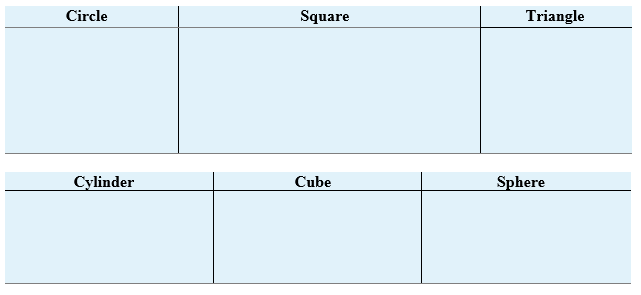 Circle Square Triangle
Cylinder Cube Sphere